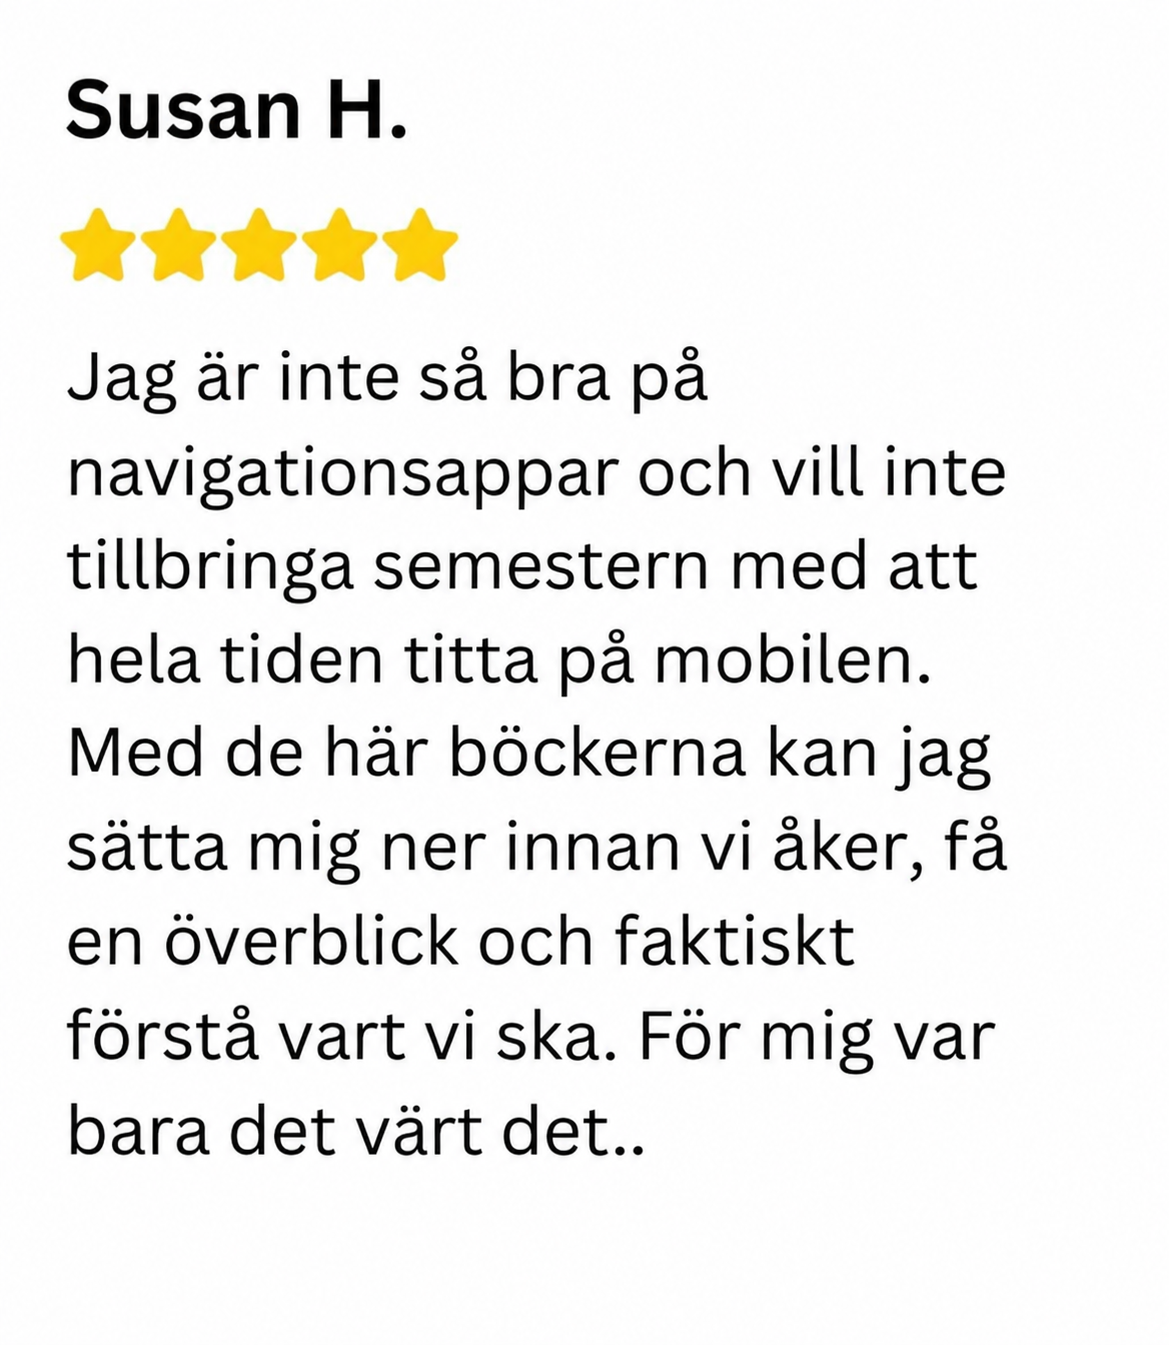 Susan H.
Jag är inte så bra på
navigationsappar och vill inte
tillbringa semestern med att
hela tiden titta på mobilen.
Med de här böckerna kan jag
sätta mig ner innan vi åker, få
en överblick och faktiskt
förstå vart vi ska. För mig var
bara det värt det..